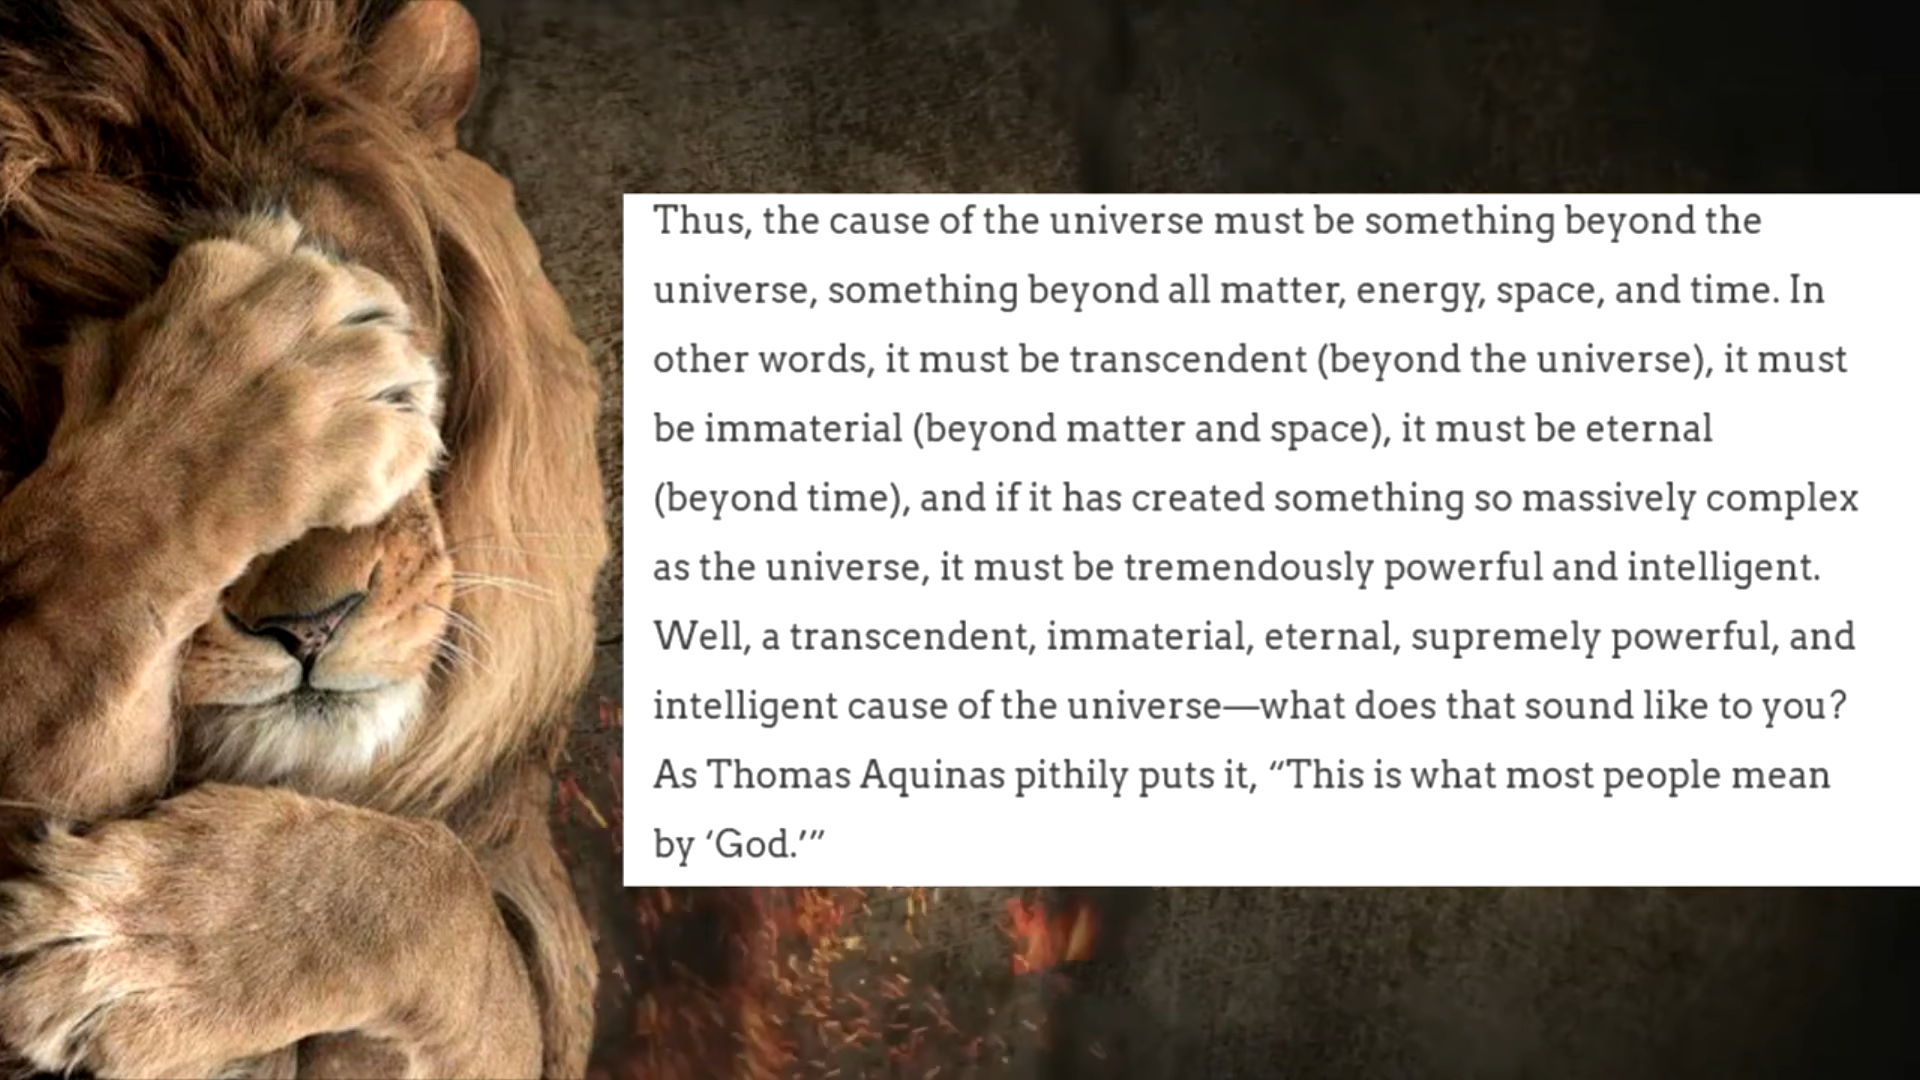 Thus, the cause of the universe must be something beyond the
universe, something beyond all matter, energy, space, and time. In
other words, it must be transcendent (beyond the universe), it must
be immaterial (beyond matter and space), it must be eternal
(beyond time), and if it has created something so massively complex
as the universe, it must be tremendously powerful and intelligent.
Well, a transcendent, immaterial, eternal, supremely powerful, and
intelligent cause of the universe—what does that sound like to you?
As Thomas Aquinas pithily puts it, “This is what most people mean
by ‘God.’”